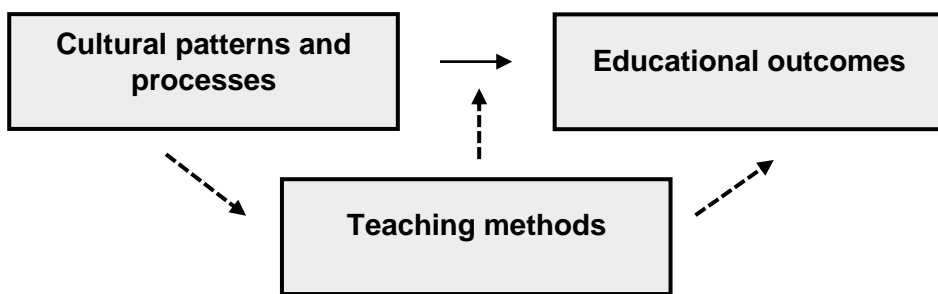 Cultural patterns and
processes
Educational outcomes
Teaching methods